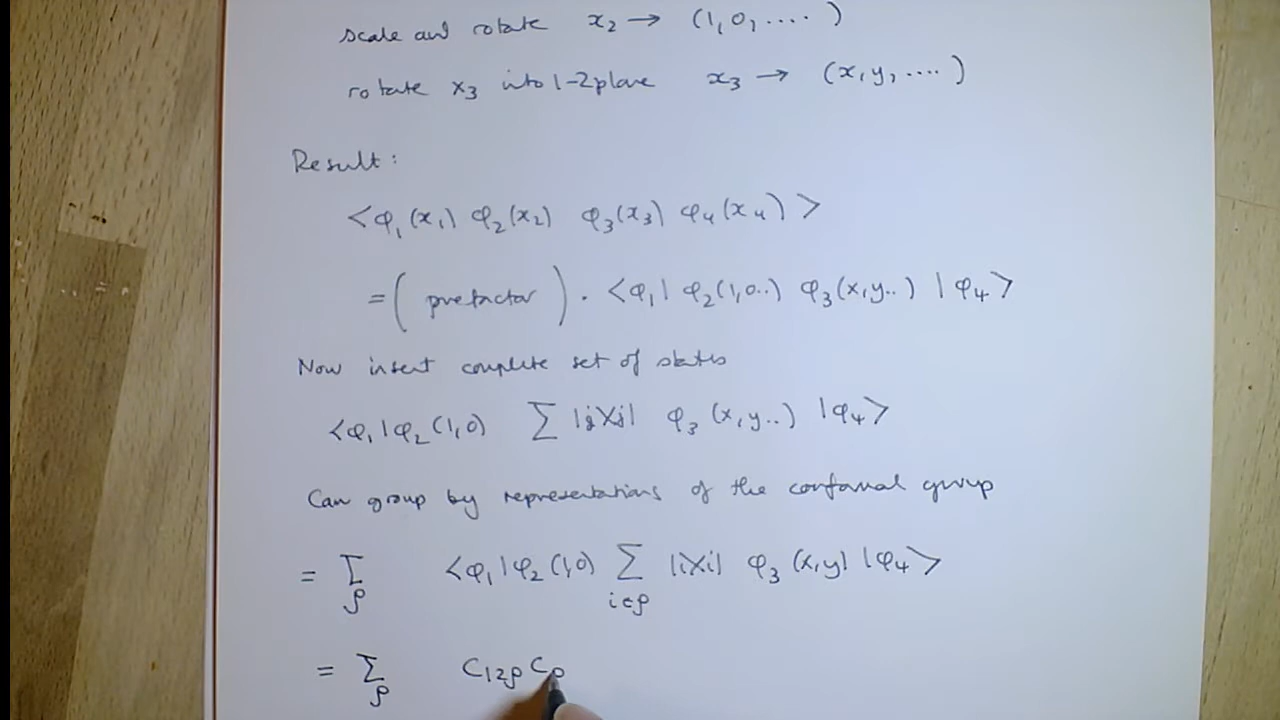 scale and rotate x₂ → (1, 0, ....)
rotate x₃ into 1-2 plane x₃ → (x, y, ....)
Result:
<φ₁(x₁) φ₂(x₂) φ₃(x₃) φ₄(x₄)>
= (prefactor) · <φ₁| φ₂(1,0..) φ₃(x,y..) |φ₄>
Now insert complete set of states
<φ₁|φ₂(1,0) Σ |j><j| φ₃(x,y..) |φ₄>
Can group by representations of the conformal group
= Σ_ρ <φ₁|φ₂(1,0) Σ_{i∈ρ} |i><i| φ₃(x,y) |φ₄>
= Σ_ρ C₁₂ρ Cρ